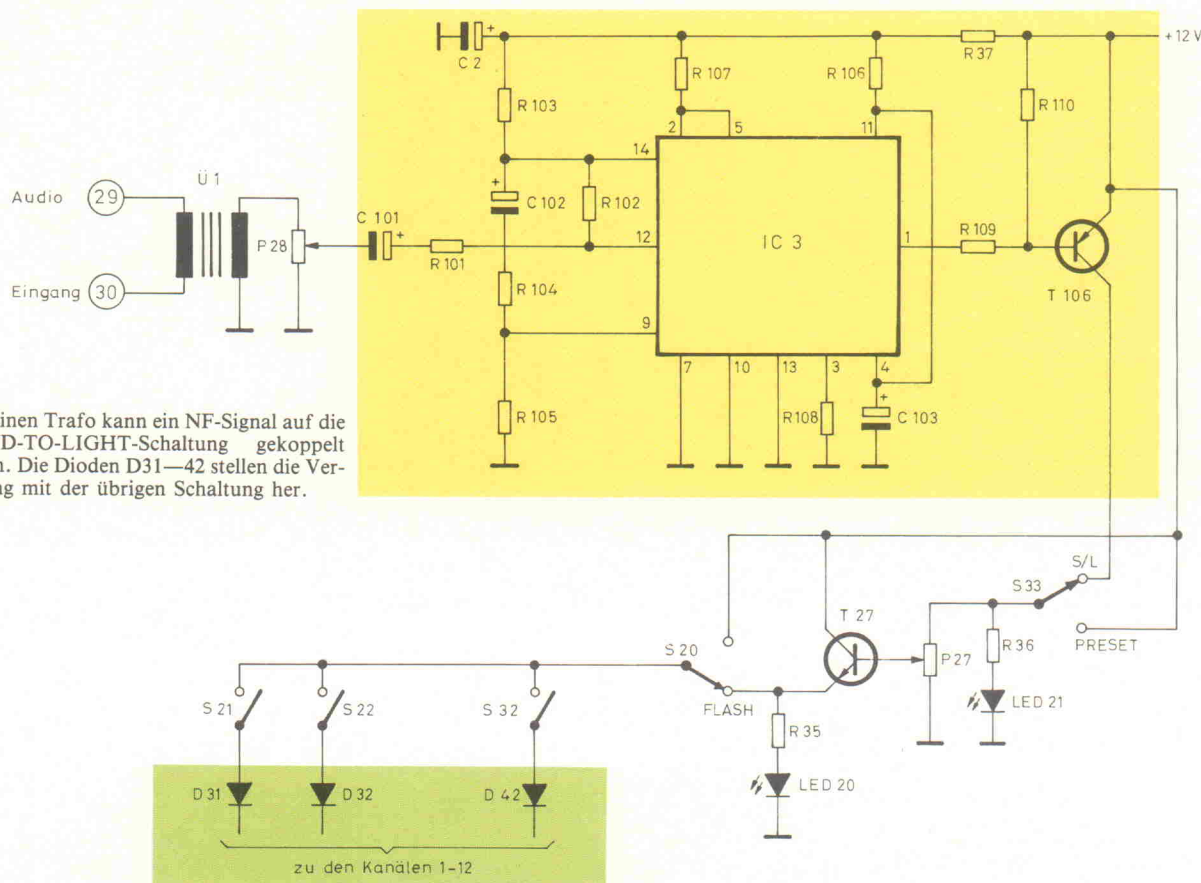 C 2
R 37
+ 12 V
R 107
R 106
R 103
R 110
2
5
11
14
Ü 1
Audio
29
C 102
R 102
C 101
P28
12
IC 3
1
R 109
R 101
T 106
Eingang
30
R 104
9
7
10
13
3
4
R 105
R 108
C 103
inen Trafo kann ein NF-Signal auf die
D-TO-LIGHT-Schaltung gekoppelt
n. Die Dioden D31—42 stellen die Ver-
ng mit der übrigen Schaltung her.
S/L
S 33
T 27
S 20
R 36
PRESET
P27
S 21
S 22
S 32
FLASH
LED 21
R 35
D 31
D 32
D 42
LED 20
zu den Kanälen 1-12